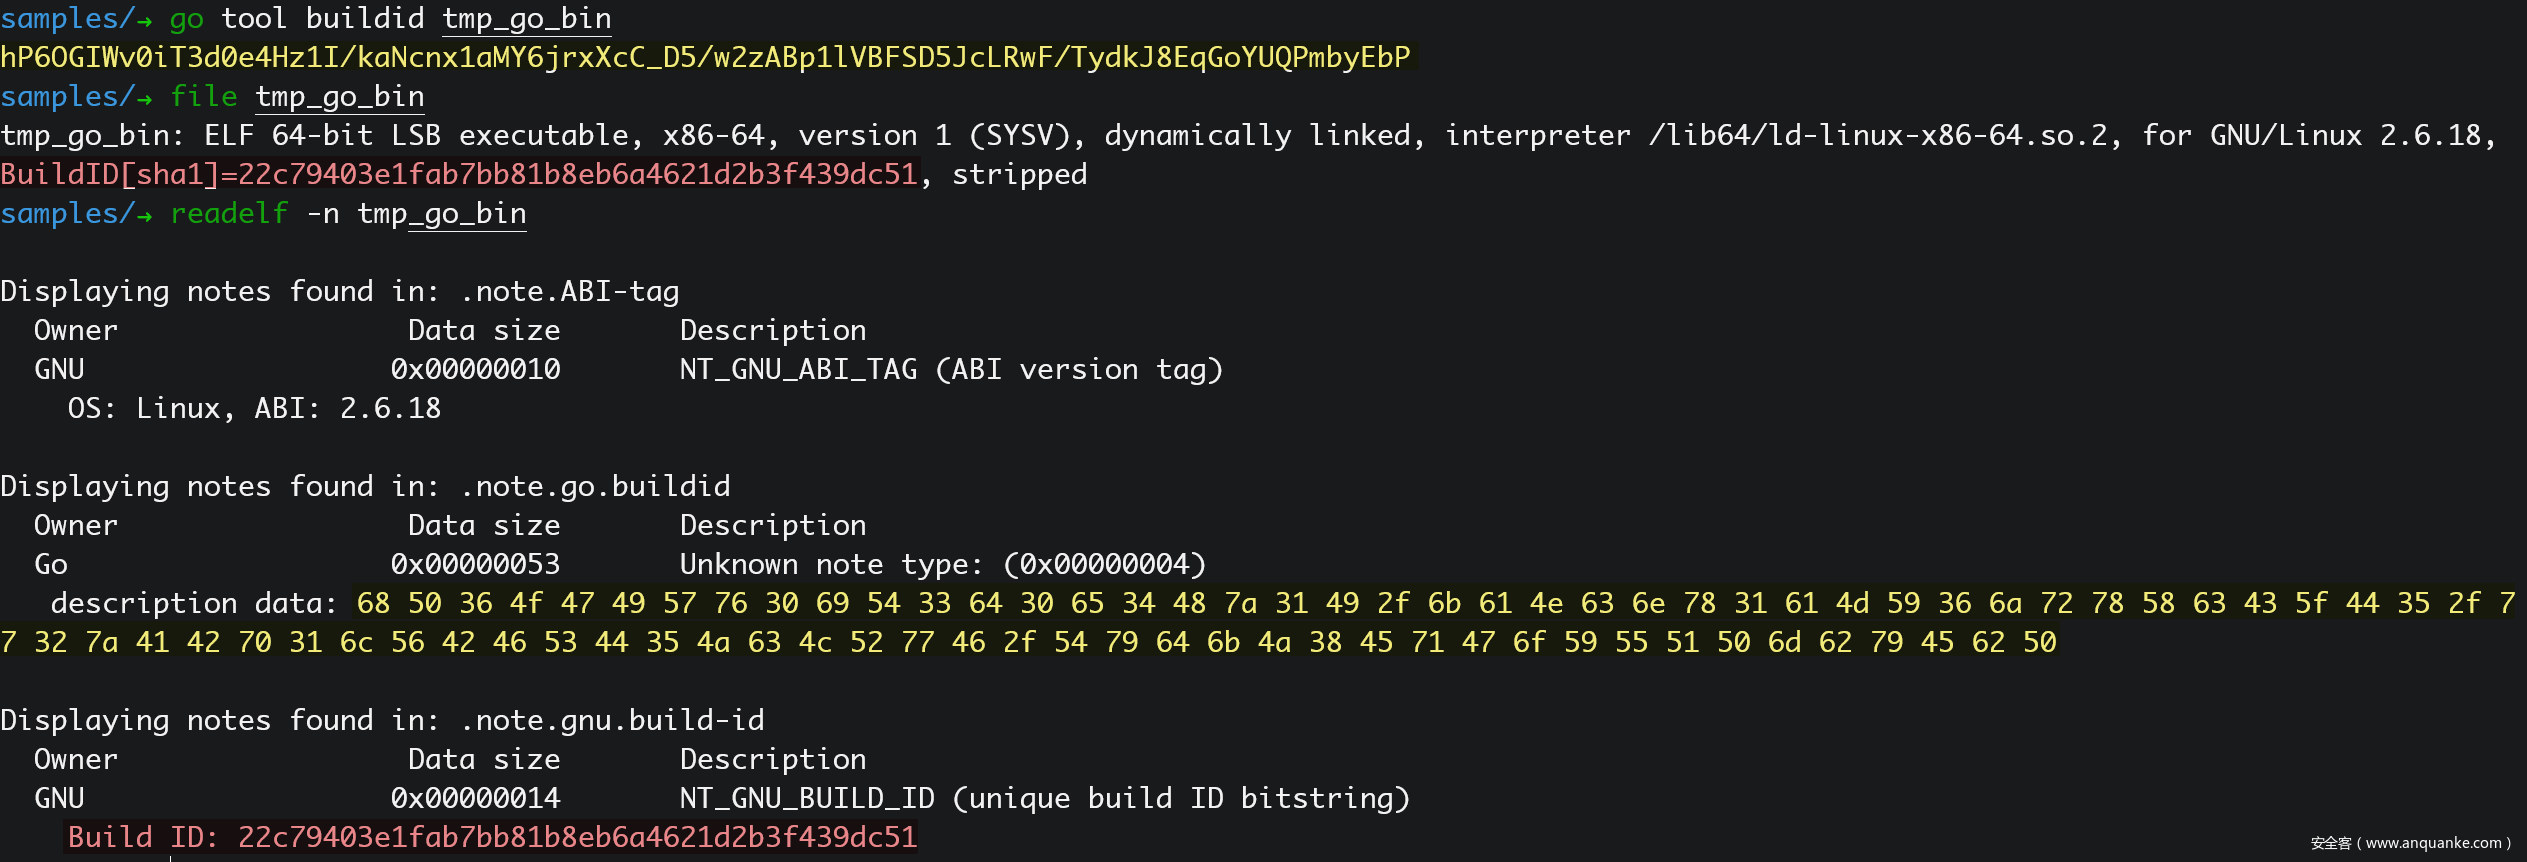 samples/→ go tool buildid tmp_go_bin
hP6OGIWv0iT3d0e4Hz1I/kaNcnx1aMY6jrxXcC_D5/w2zABp1lVBFSD5JcLRwF/TydkJ8EqGoYUQPmbyEbP
samples/→ file tmp_go_bin
tmp_go_bin: ELF 64-bit LSB executable, x86-64, version 1 (SYSV), dynamically linked, interpreter /lib64/ld-linux-x86-64.so.2, for GNU/Linux 2.6.18,
BuildID[sha1]=22c79403e1fab7bb81b8eb6a4621d2b3f439dc51, stripped
samples/→ readelf -n tmp_go_bin
Displaying notes found in: .note.ABI-tag
Owner Data size Description
GNU 0x00000010 NT_GNU_ABI_TAG (ABI version tag)
OS: Linux, ABI: 2.6.18
Displaying notes found in: .note.go.buildid
Owner Data size Description
Go 0x00000053 Unknown note type: (0x00000004)
description data: 68 50 36 4f 47 49 57 76 30 69 54 33 64 30 65 34 48 7a 31 49 2f 6b 61 4e 63 6e 78 31 61 4d 59 36 6a 72 78 58 63 43 5f 44 35 2f 7
7 32 7a 41 42 70 31 6c 56 42 46 53 44 35 4a 63 4c 52 77 46 2f 54 79 64 6b 4a 38 45 71 47 6f 59 55 51 50 6d 62 79 45 62 50
Displaying notes found in: .note.gnu.build-id
Owner Data size Description
GNU 0x00000014 NT_GNU_BUILD_ID (unique build ID bitstring)
Build ID: 22c79403e1fab7bb81b8eb6a4621d2b3f439dc51
安全客（www.anquanke.com）